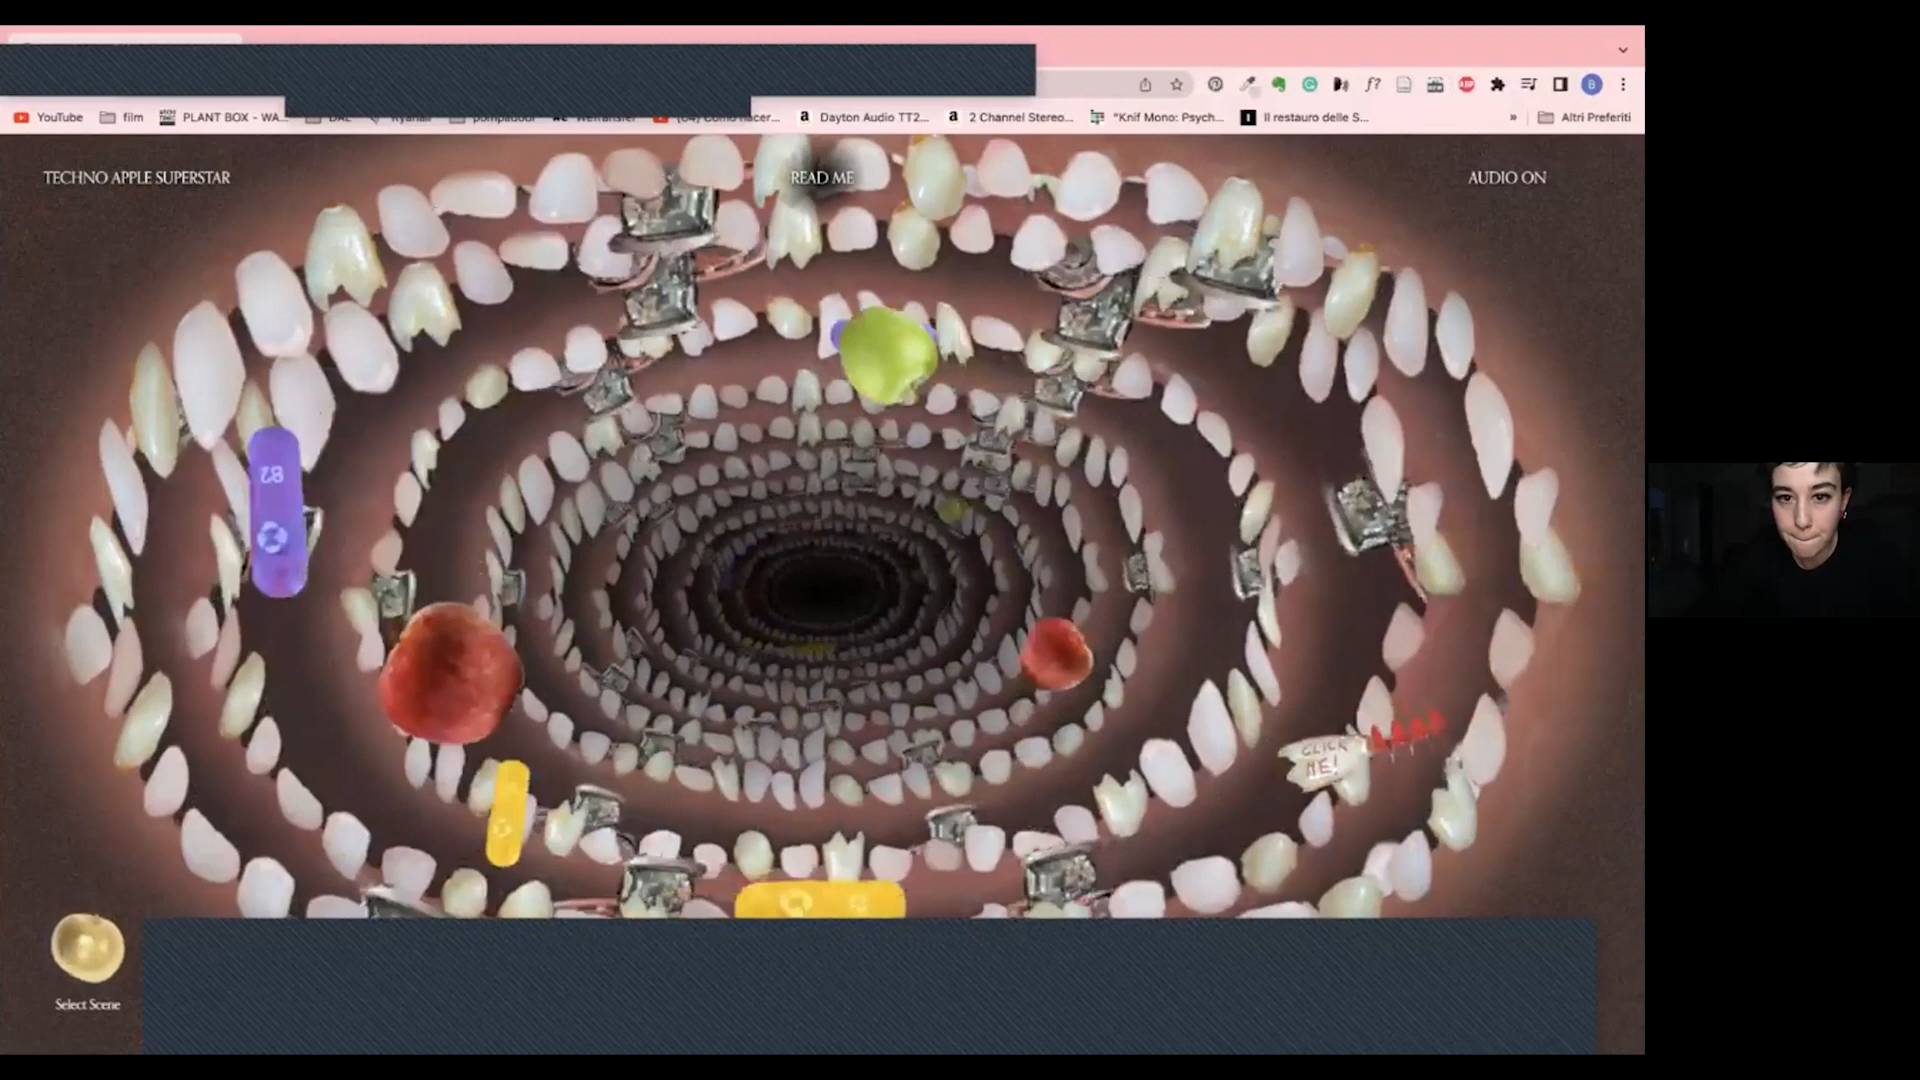 YouTube film PLANT BOX - WA... Dayton Audio TT2... 2 Channel Stereo... "Knif Mono: Psych... Il restauro delle S... » Altri Preferiti
TECHNO APPLE SUPERSTAR READ ME AUDIO ON
82
CLICK
ME!
Select Scene